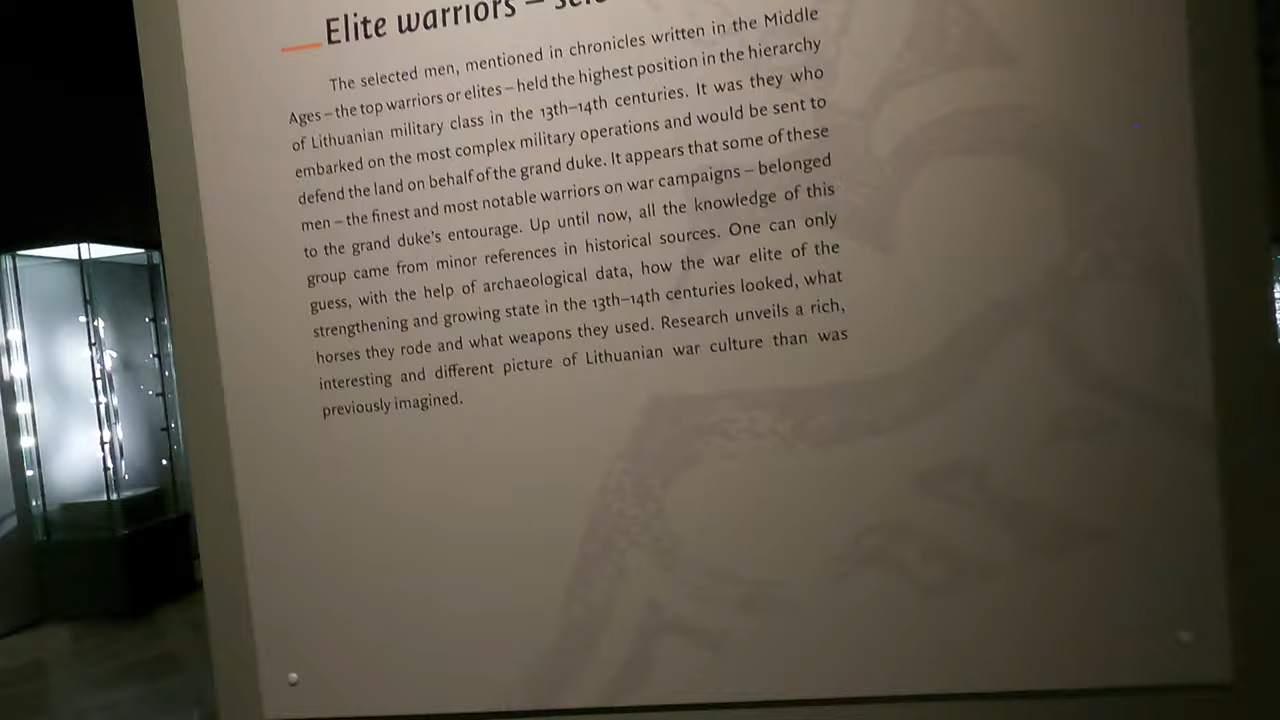 Elite warriors –
The selected men, mentioned in chronicles written in the Middle
Ages – the top warriors or elites – held the highest position in the hierarchy
of Lithuanian military class in the 13th–14th centuries. It was they who
embarked on the most complex military operations and would be sent to
defend the land on behalf of the grand duke. It appears that some of these
men – the finest and most notable warriors on war campaigns – belonged
to the grand duke's entourage. Up until now, all the knowledge of this
group came from minor references in historical sources. One can only
guess, with the help of archaeological data, how the war elite of the
strengthening and growing state in the 13th–14th centuries looked, what
horses they rode and what weapons they used. Research unveils a rich,
interesting and different picture of Lithuanian war culture than was
previously imagined.